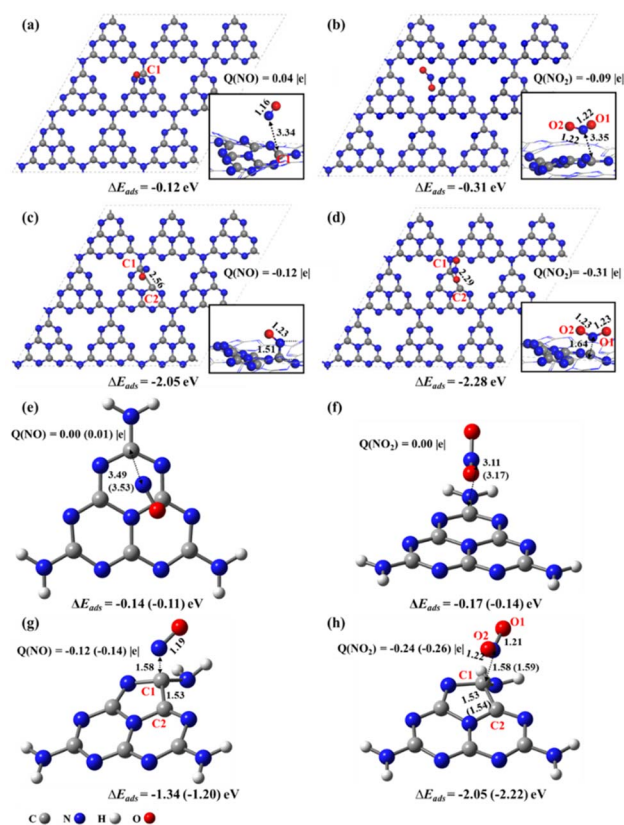 (a)
C1
Q(NO) = 0.04 |e|
1.16
3.34
C1
ΔEads = -0.12 eV
(b)
Q(NO2) = -0.09 |e|
1.22
O2
O1
1.22
3.35
ΔEads = -0.31 eV
(c)
C1
2.56
C2
Q(NO) = -0.12 |e|
1.23
1.51
ΔEads = -2.05 eV
(d)
C1
2.29
C2
Q(NO2)= -0.31 |e|
1.23
1.23
O2
O1
1.64
ΔEads = -2.28 eV
(e)
Q(NO) = 0.00 (0.01) |e|
3.49
(3.53)
ΔEads = -0.14 (-0.11) eV
(f)
Q(NO2) = 0.00 |e|
3.11
(3.17)
ΔEads = -0.17 (-0.14) eV
(g)
Q(NO) = -0.12 (-0.14) |e|
1.19
1.58
C1
1.53
C2
ΔEads = -1.34 (-1.20) eV
(h)
O1
O2
Q(NO2) = -0.24 (-0.26) |e|
1.21
1.22
1.58 (1.59)
C1
1.53
(1.54)
C2
ΔEads = -2.05 (-2.22) eV
C N H O